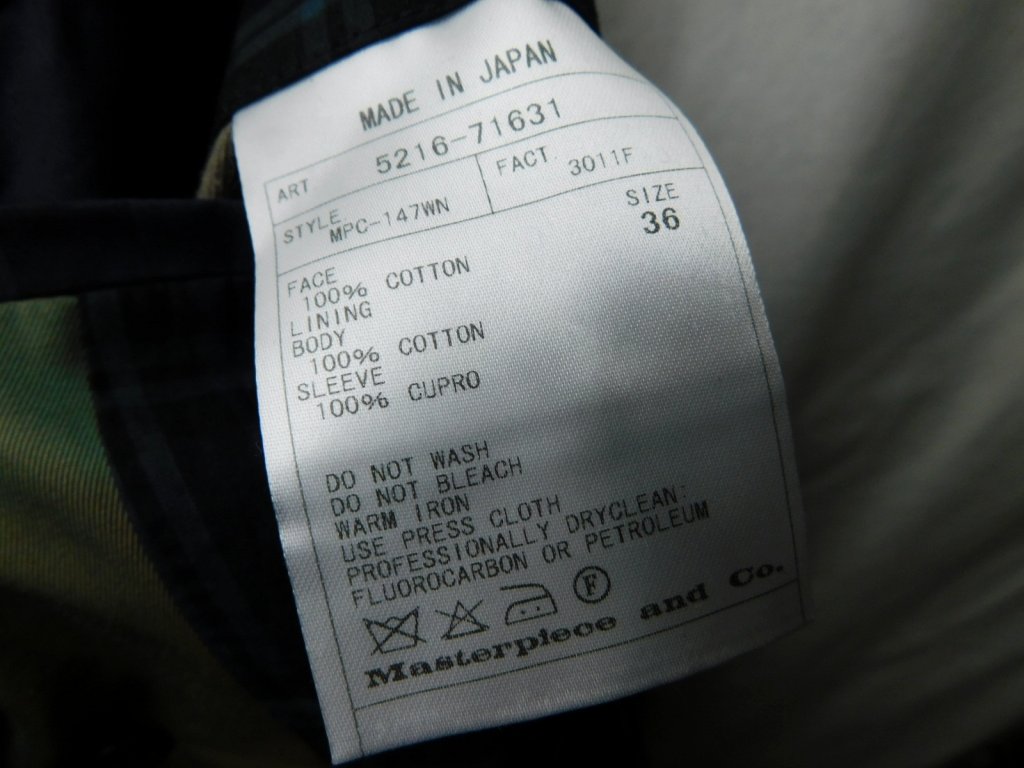 MADE IN JAPAN
ART 5216-71631
STYLE MPC-147WN FACT 3011F
SIZE
36
FACE
100% COTTON
LINING
BODY
100% COTTON
SLEEVE
100% CUPRO
DO NOT WASH
DO NOT BLEACH
WARM IRON
USE PRESS CLOTH
PROFESSIONALLY DRYCLEAN:
FLUOROCARBON OR PETROLEUM
F
Masterpiece and Co.